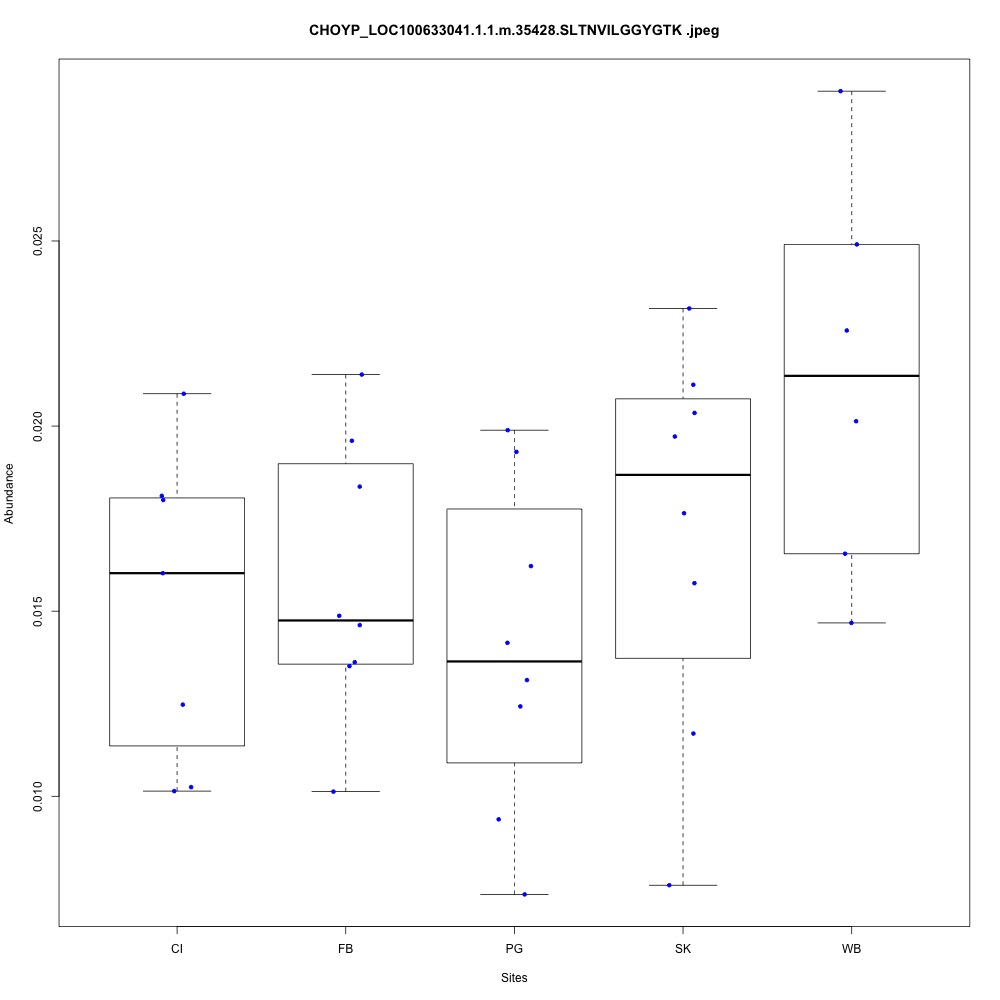 CHOYP_LOC100633041.1.1.m.35428.SLTNVILGGYGTK .jpeg
Abundance
0.025
0.020
0.015
0.010
CI FB PG SK WB
Sites